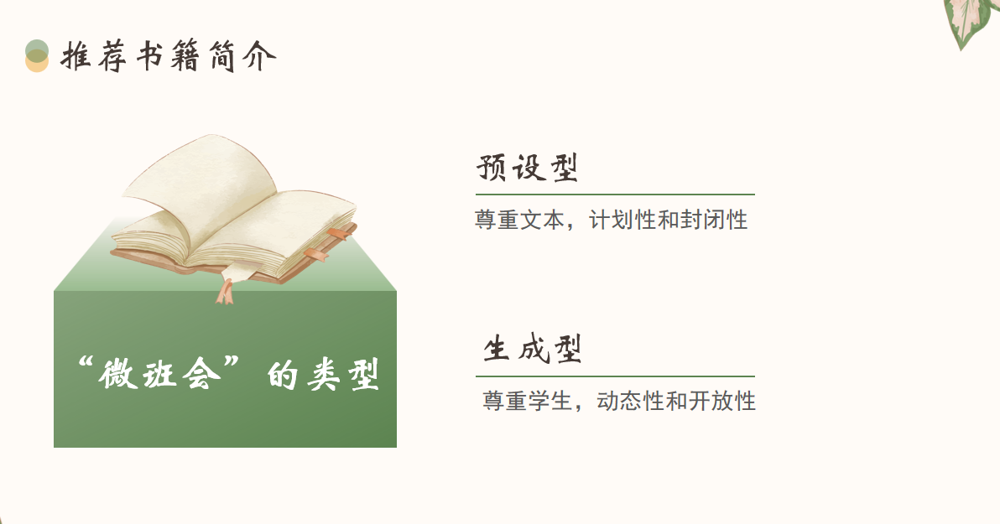 推荐书籍简介
预设型
尊重文本，计划性和封闭性
生成型
尊重学生，动态性和开放性
“微班会”的类型